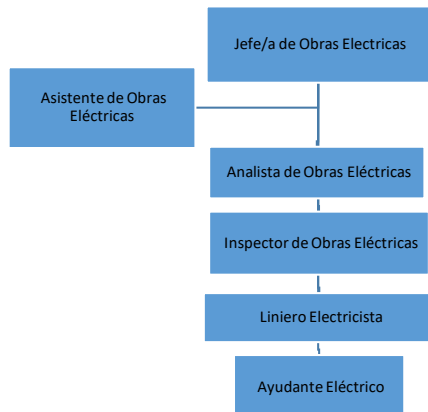 Jefe/a de Obras Electricas
Asistente de Obras
Eléctricas
Analista de Obras Eléctricas
Inspector de Obras Eléctricas
Liniero Electricista
Ayudante Eléctrico